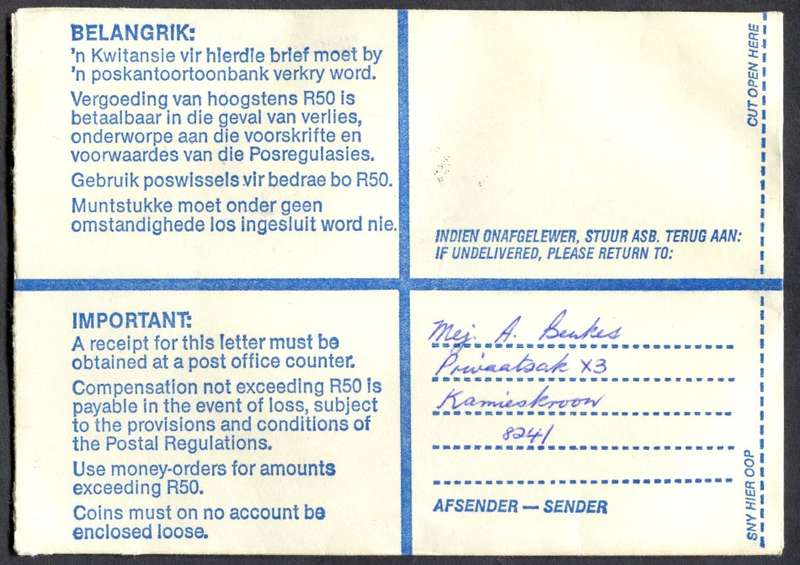 BELANGRIK:
'n Kwitansie vir hierdie brief moet by
'n poskantoortoonbank verkry word.
Vergoeding van hoogstens R50 is
betaalbaar in die geval van verlies,
onderworpe aan die voorskrifte en
voorwaardes van die Posregulasies.
Gebruik poswissels vir bedrae bo R50.
Muntstukke moet onder geen
omstandighede los ingesluit word nie.
INDIEN ONAFGELEWER, STUUR ASB. TERUG AAN:
IF UNDELIVERED, PLEASE RETURN TO:
CUT OPEN HERE
IMPORTANT:
A receipt for this letter must be
obtained at a post office counter.
Compensation not exceeding R50 is
payable in the event of loss, subject
to the provisions and conditions of
the Postal Regulations.
Use money-orders for amounts
exceeding R50.
Coins must on no account be
enclosed loose.
Mej. A. Beukes
Privaatsak X3
Kamieskroon
8241
AFSENDER — SENDER
SNY HIER OOP